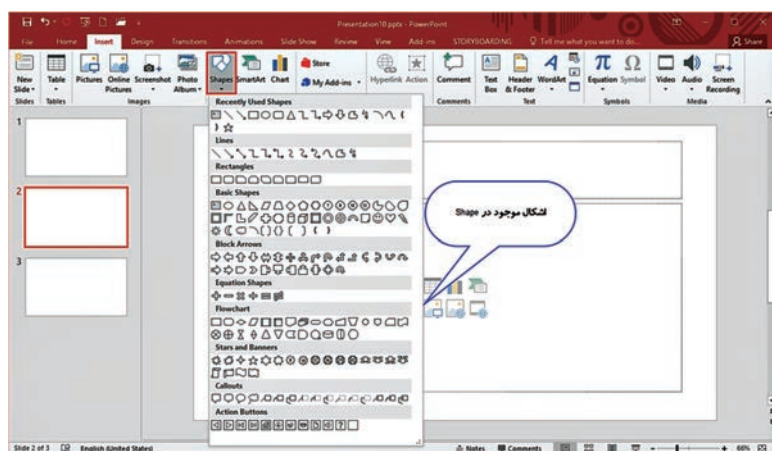 Presentation10.pptx - PowerPoint
File Home Insert Design Transitions Animations Slide Show Review View Add-ins STORYBOARDING Tell me what you want to do... Share
New Slide Table Pictures Online Pictures Screenshot Photo Album Shapes SmartArt Chart Store My Add-ins Hyperlink Action Comment Text Box Header & Footer WordArt Equation Symbol Video Audio Screen Recording
Slides Tables Images Comments Text Symbols Media
Recently Used Shapes
Lines
Rectangles
Basic Shapes
Block Arrows
Equation Shapes
Flowchart
Stars and Banners
Callouts
Action Buttons
1
2
3
اشکال موجود در Shape
Slide 2 of 3 English (United States) Notes Comments 66%